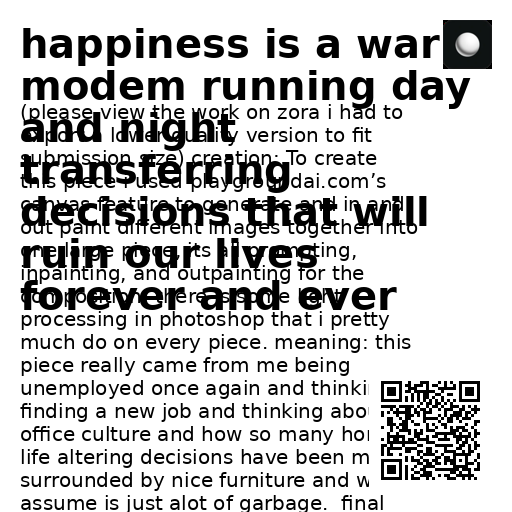 happiness is a war
modem running day
and night
transferring
decisions that will
ruin our lives
forever and ever
(please view the work on zora i had to
export a lower quality version to fit
submission size) creation: To create
this piece i used playgroundai.com’s
canvas feature to generate and in and
out paint different images together into
one large piece, its all prompting,
inpainting, and outpainting for the
composition. there is some light
processing in photoshop that i pretty
much do on every piece. meaning: this
piece really came from me being
unemployed once again and thinki
finding a new job and thinking abou
office culture and how so many hor
life altering decisions have been m
surrounded by nice furniture and w
assume is just alot of garbage.  final